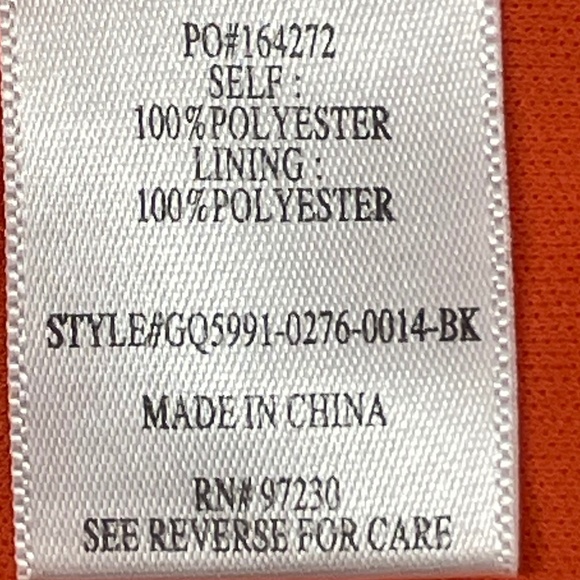 PO#164272
SELF :
100%POLYESTER
LINING :
100%POLYESTER
STYLE#GQ5991-0276-0014-BK
MADE IN CHINA
RN# 97230
SEE REVERSE FOR CARE